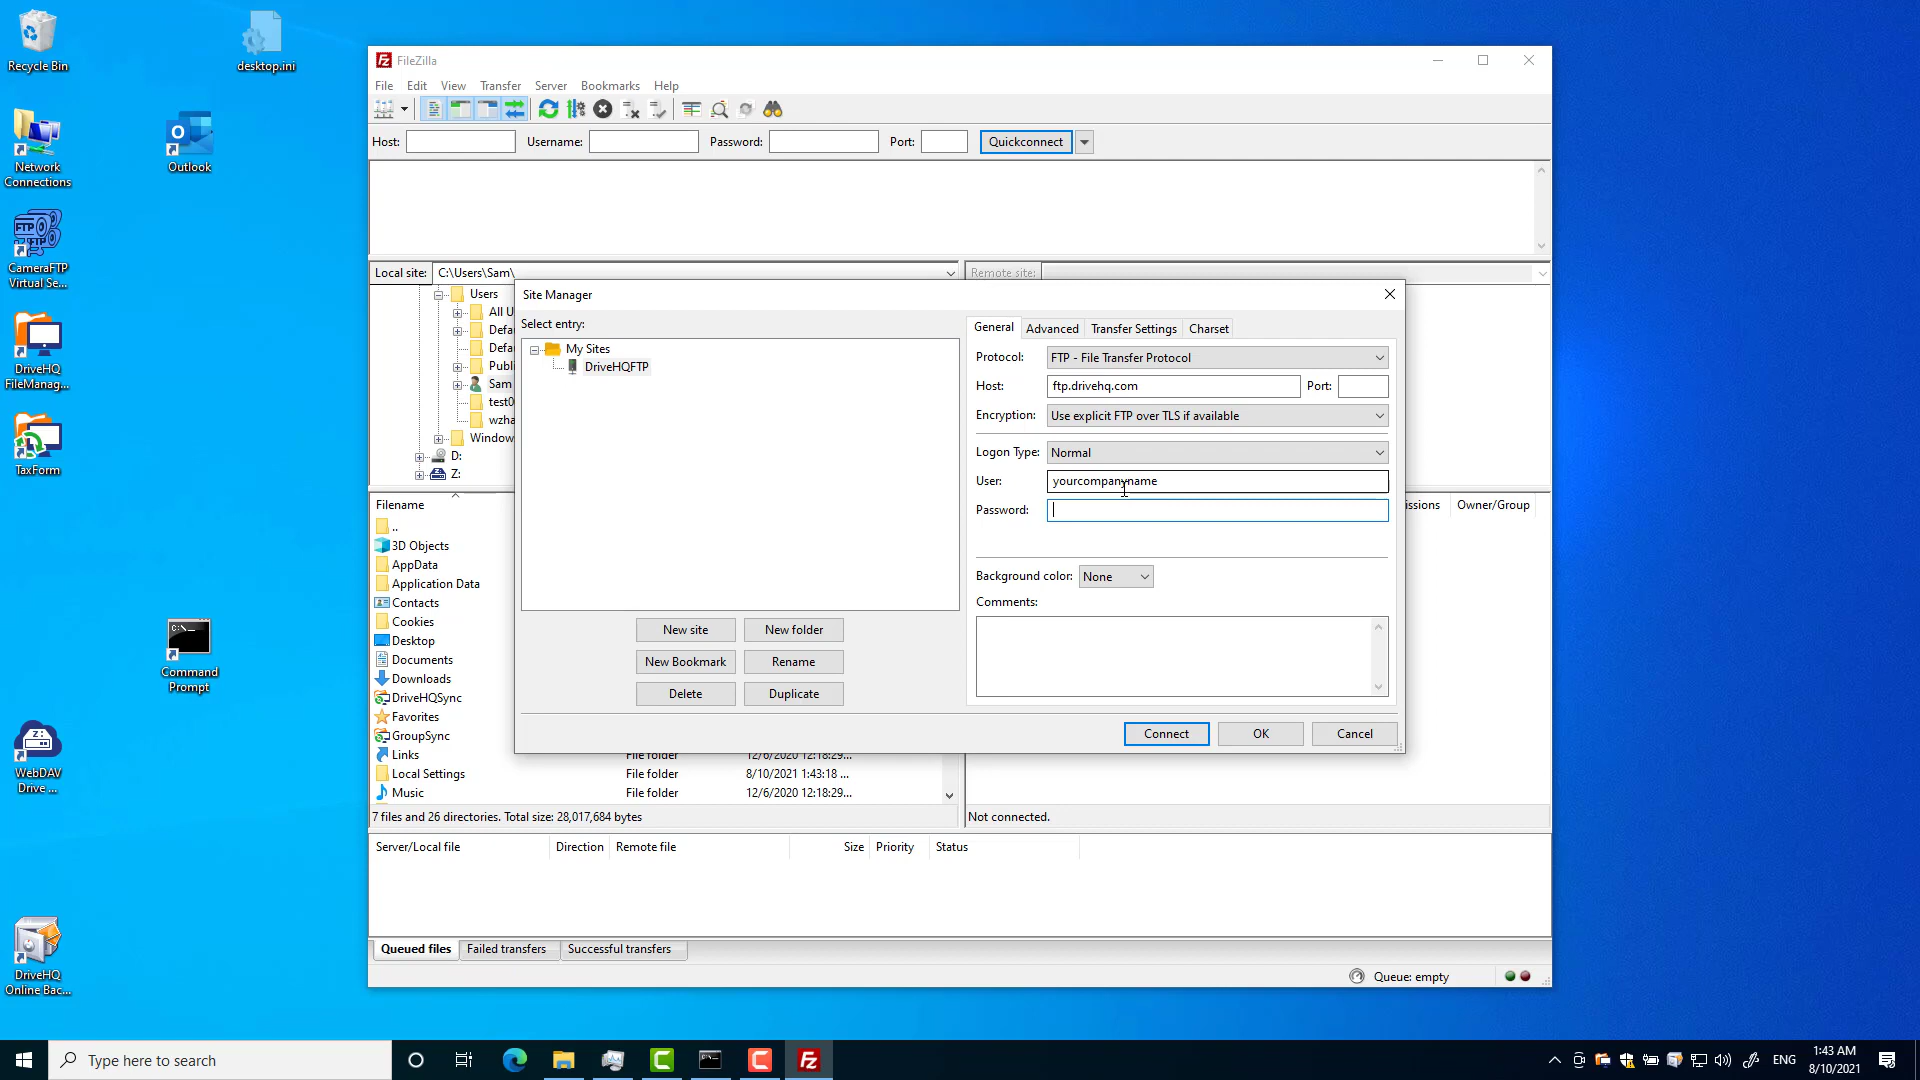 Recycle Bin
desktop.ini
Network
Connections
Outlook
CameraFTP
Virtual Se...
DriveHQ
FileManag...
TaxForm
Command
Prompt
WebDAV
Drive ...
DriveHQ
Online Bac...
FileZilla
File Edit View Transfer Server Bookmarks Help
Host: Username: Password: Port: Quickconnect
Local site: C:\Users\Sam\
Remote site:
Users
All U
Defa
Defa
Publi
Sam
test0
wzha
Window
D:
Z:
Site Manager
Select entry:
My Sites
DriveHQFTP
New site New folder
New Bookmark Rename
Delete Duplicate
General Advanced Transfer Settings Charset
Protocol: FTP - File Transfer Protocol
Host: ftp.drivehq.com Port:
Encryption: Use explicit FTP over TLS if available
Logon Type: Normal
User: yourcompanyname
Password:
Background color: None
Comments:
Connect OK Cancel
Filename
issions Owner/Group
..
3D Objects
AppData
Application Data
Contacts
Cookies
Desktop
Documents
Downloads
DriveHQSync
Favorites
GroupSync
Links File folder 12/6/2020 12:18:29...
Local Settings File folder 8/10/2021 1:43:18 ...
Music File folder 12/6/2020 12:18:29...
7 files and 26 directories. Total size: 28,017,684 bytes
Not connected.
Server/Local file Direction Remote file Size Priority Status
Queued files Failed transfers Successful transfers
Queue: empty
Type here to search
ENG
1:43 AM
8/10/2021